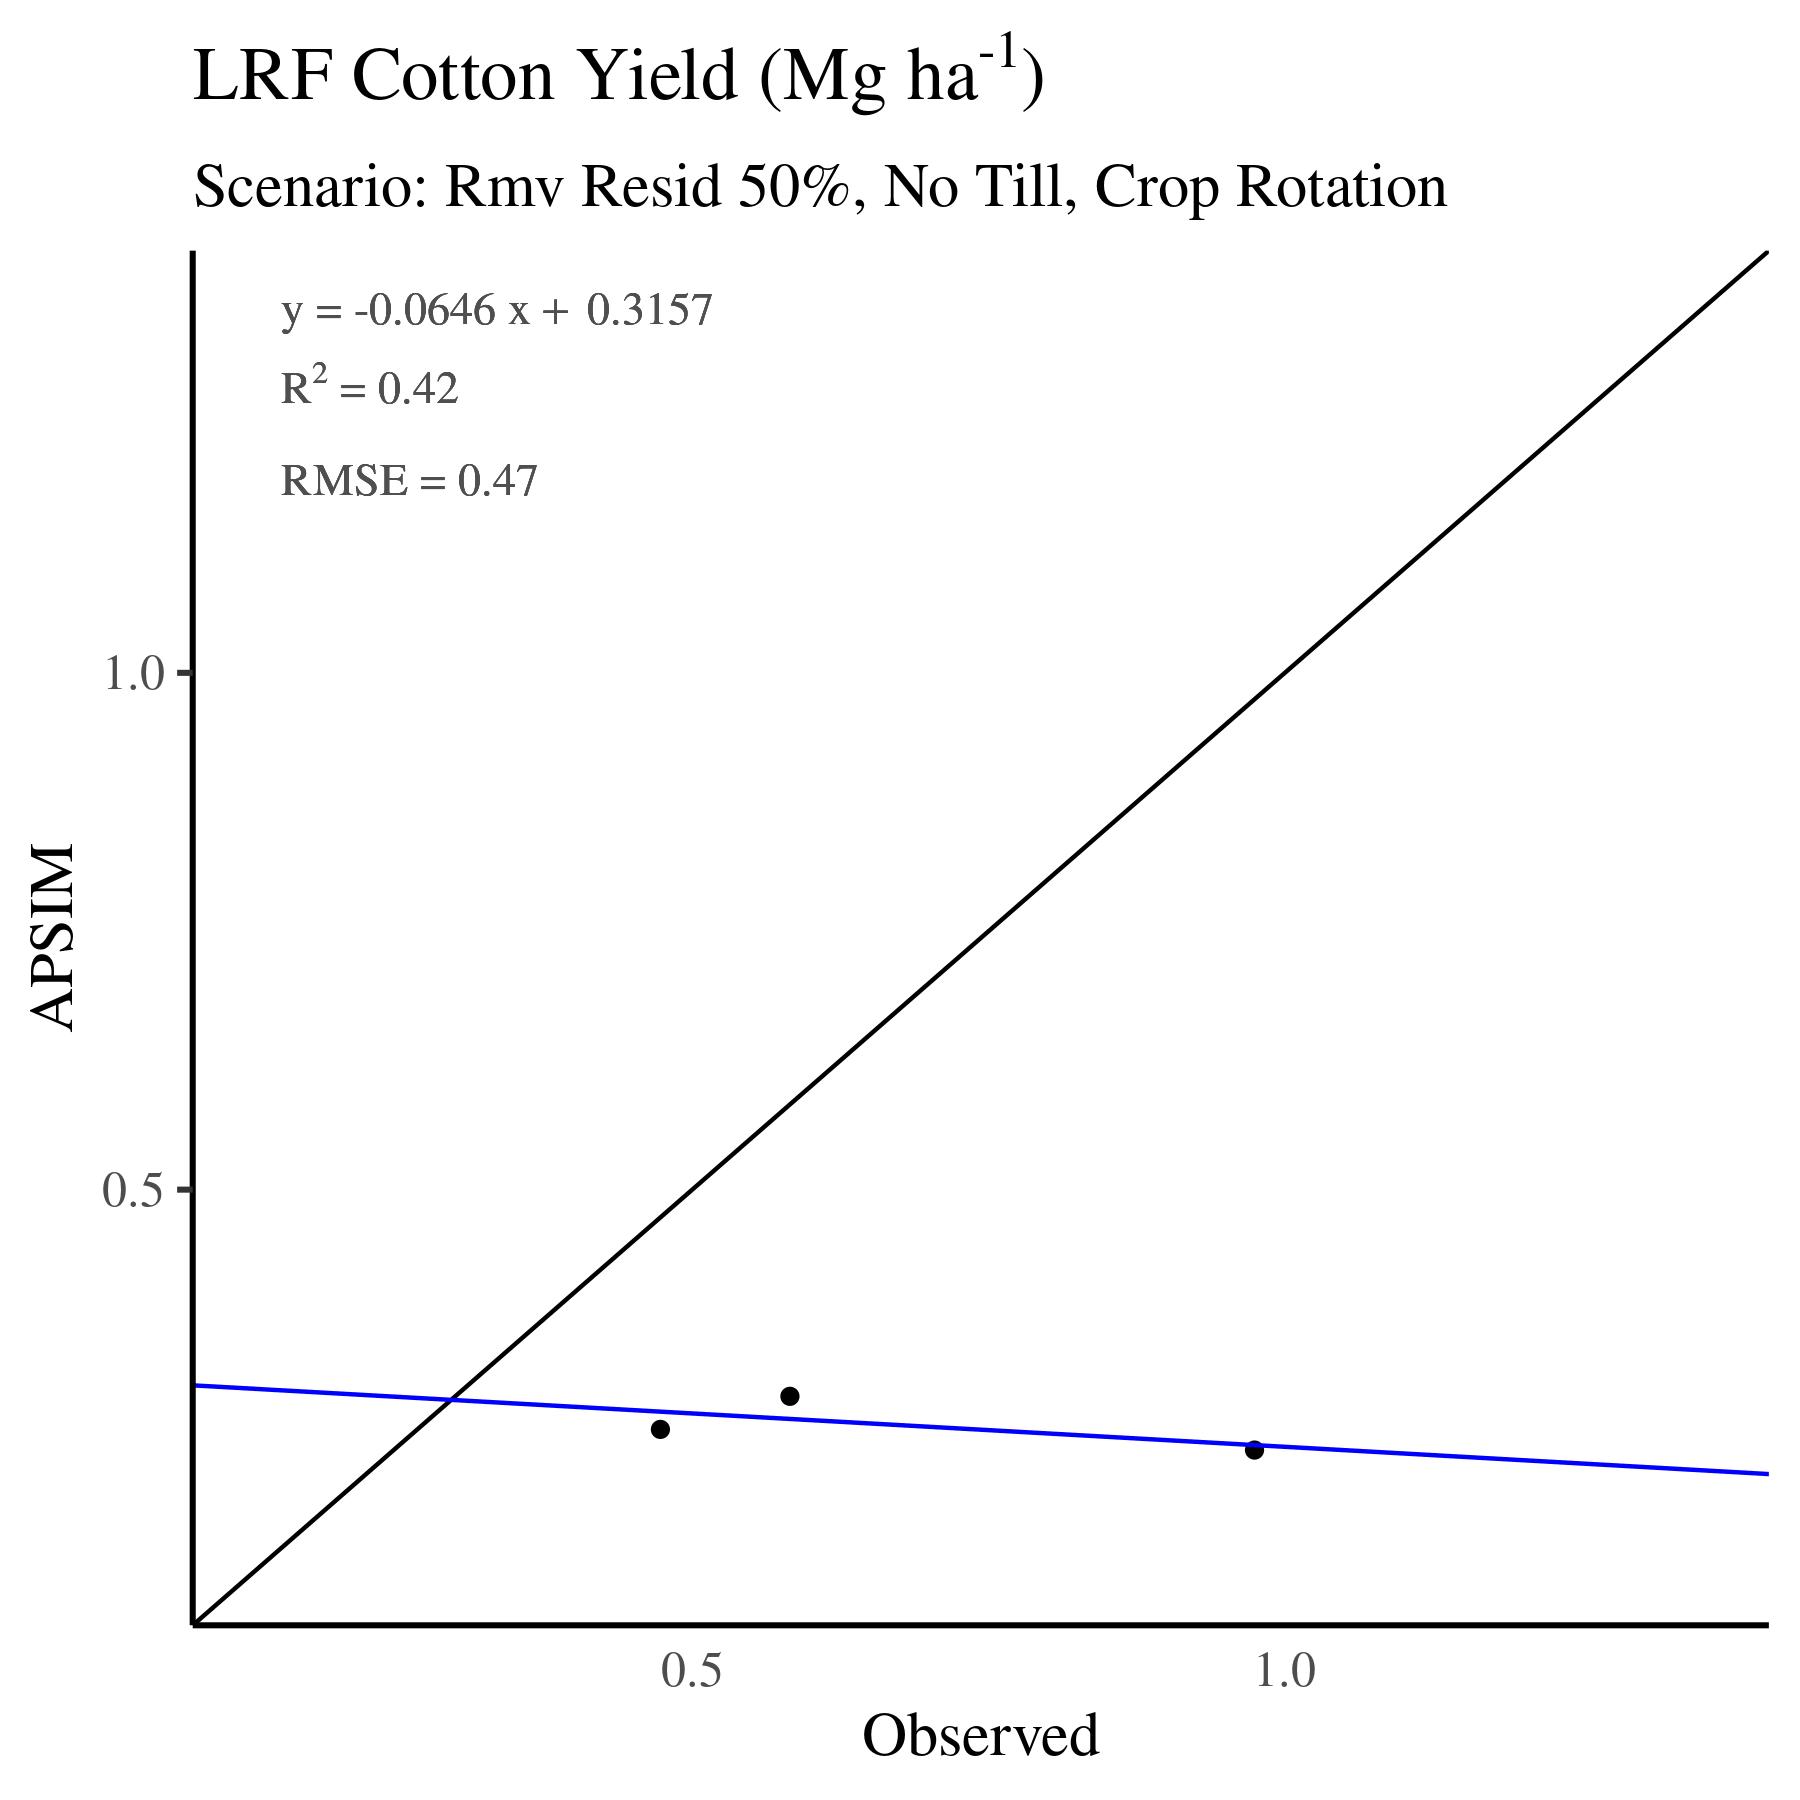 LRF Cotton Yield (Mg ha⁻¹)
Scenario: Rmv Resid 50%, No Till, Crop Rotation
y = -0.0646 x + 0.3157
R² = 0.42
RMSE = 0.47
1.0
0.5
APSIM
0.5 1.0
Observed